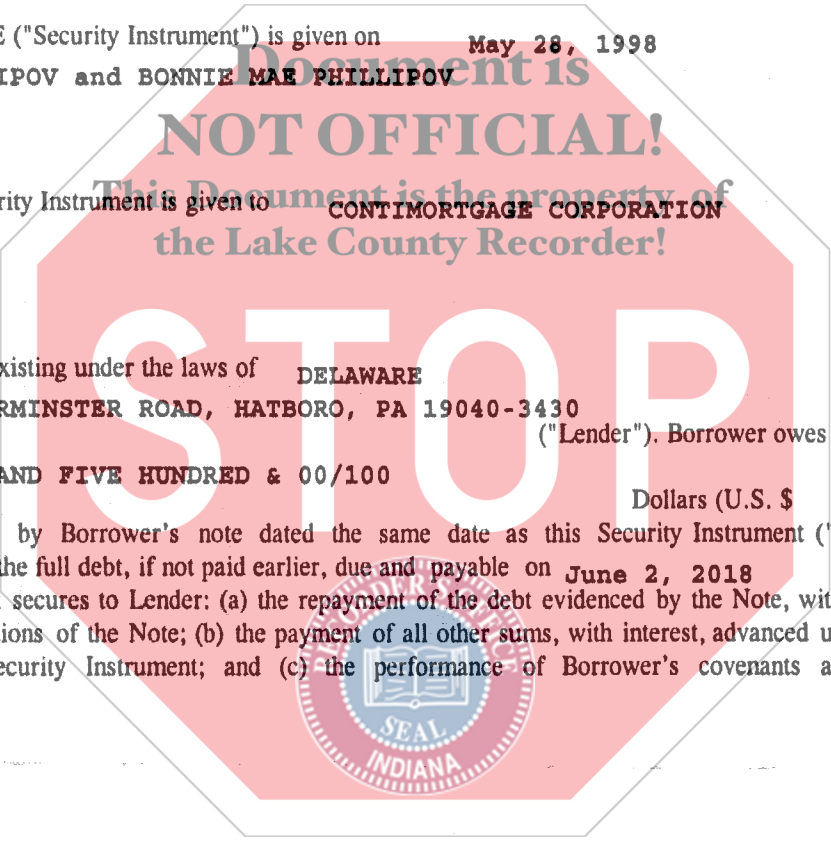 E ("Security Instrument") is given on May 28, 1998
IPOV and BONNIE MAE PHILLIPOV
Document is
NOT OFFICIAL!
rity Instrument is given to CONTIMORTGAGE CORPORATION
This Document is the property of
the Lake County Recorder!
STOP
xisting under the laws of DELAWARE
RMINSTER ROAD, HATBORO, PA 19040-3430
("Lender"). Borrower owes
AND FIVE HUNDRED & 00/100
Dollars (U.S. $
by Borrower's note dated the same date as this Security Instrument ("
the full debt, if not paid earlier, due and payable on June 2, 2018
secures to Lender: (a) the repayment of the debt evidenced by the Note, wit
ions of the Note; (b) the payment of all other sums, with interest, advanced u
ecurity Instrument; and (c) the performance of Borrower's covenants a
RECORDER'S OFFICE
SEAL
INDIANA